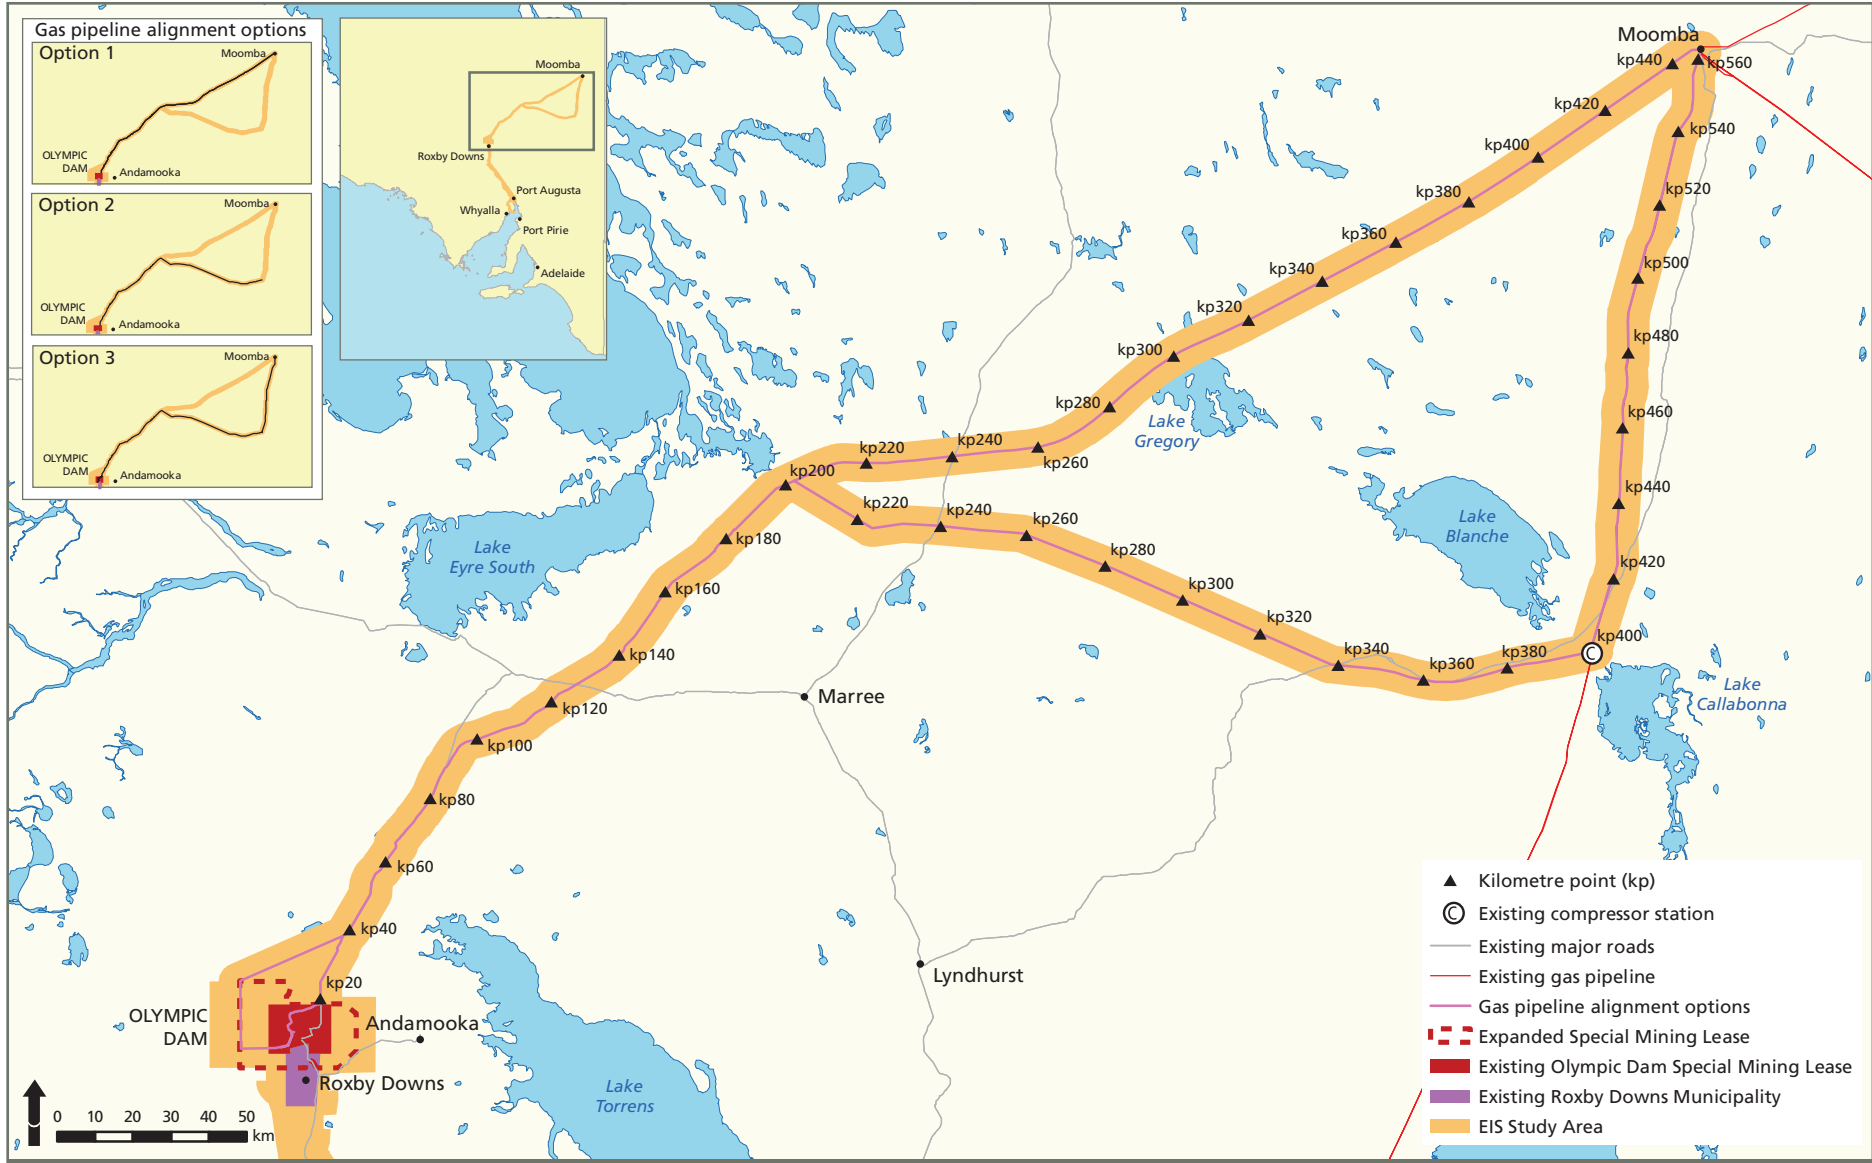 Gas pipeline alignment options
Option 1
Moomba
OLYMPIC
DAM
Andamooka
Option 2
Moomba
OLYMPIC
DAM
Andamooka
Option 3
Moomba
OLYMPIC
DAM
Andamooka
Moomba
Roxby Downs
Port Augusta
Whyalla
Port Pirie
Adelaide
Moomba
kp440
kp560
kp420
kp540
kp400
kp380
kp520
kp360
kp500
kp340
kp320
kp480
kp300
kp280
kp460
Lake
Gregory
kp220
kp240
kp260
kp200
kp440
kp220
kp240
kp260
Lake
Blanche
kp180
Lake
Eyre South
kp280
kp420
kp160
kp300
kp320
kp400
kp140
kp340
kp360
kp380
Marree
Lake
Callabonna
kp120
kp100
kp80
kp60
kp40
kp20
Lyndhurst
OLYMPIC
DAM
Andamooka
Roxby Downs
Lake
Torrens
0 10 20 30 40 50
km
C
Kilometre point (kp)
C Existing compressor station
Existing major roads
Existing gas pipeline
Gas pipeline alignment options
Expanded Special Mining Lease
Existing Olympic Dam Special Mining Lease
Existing Roxby Downs Municipality
EIS Study Area